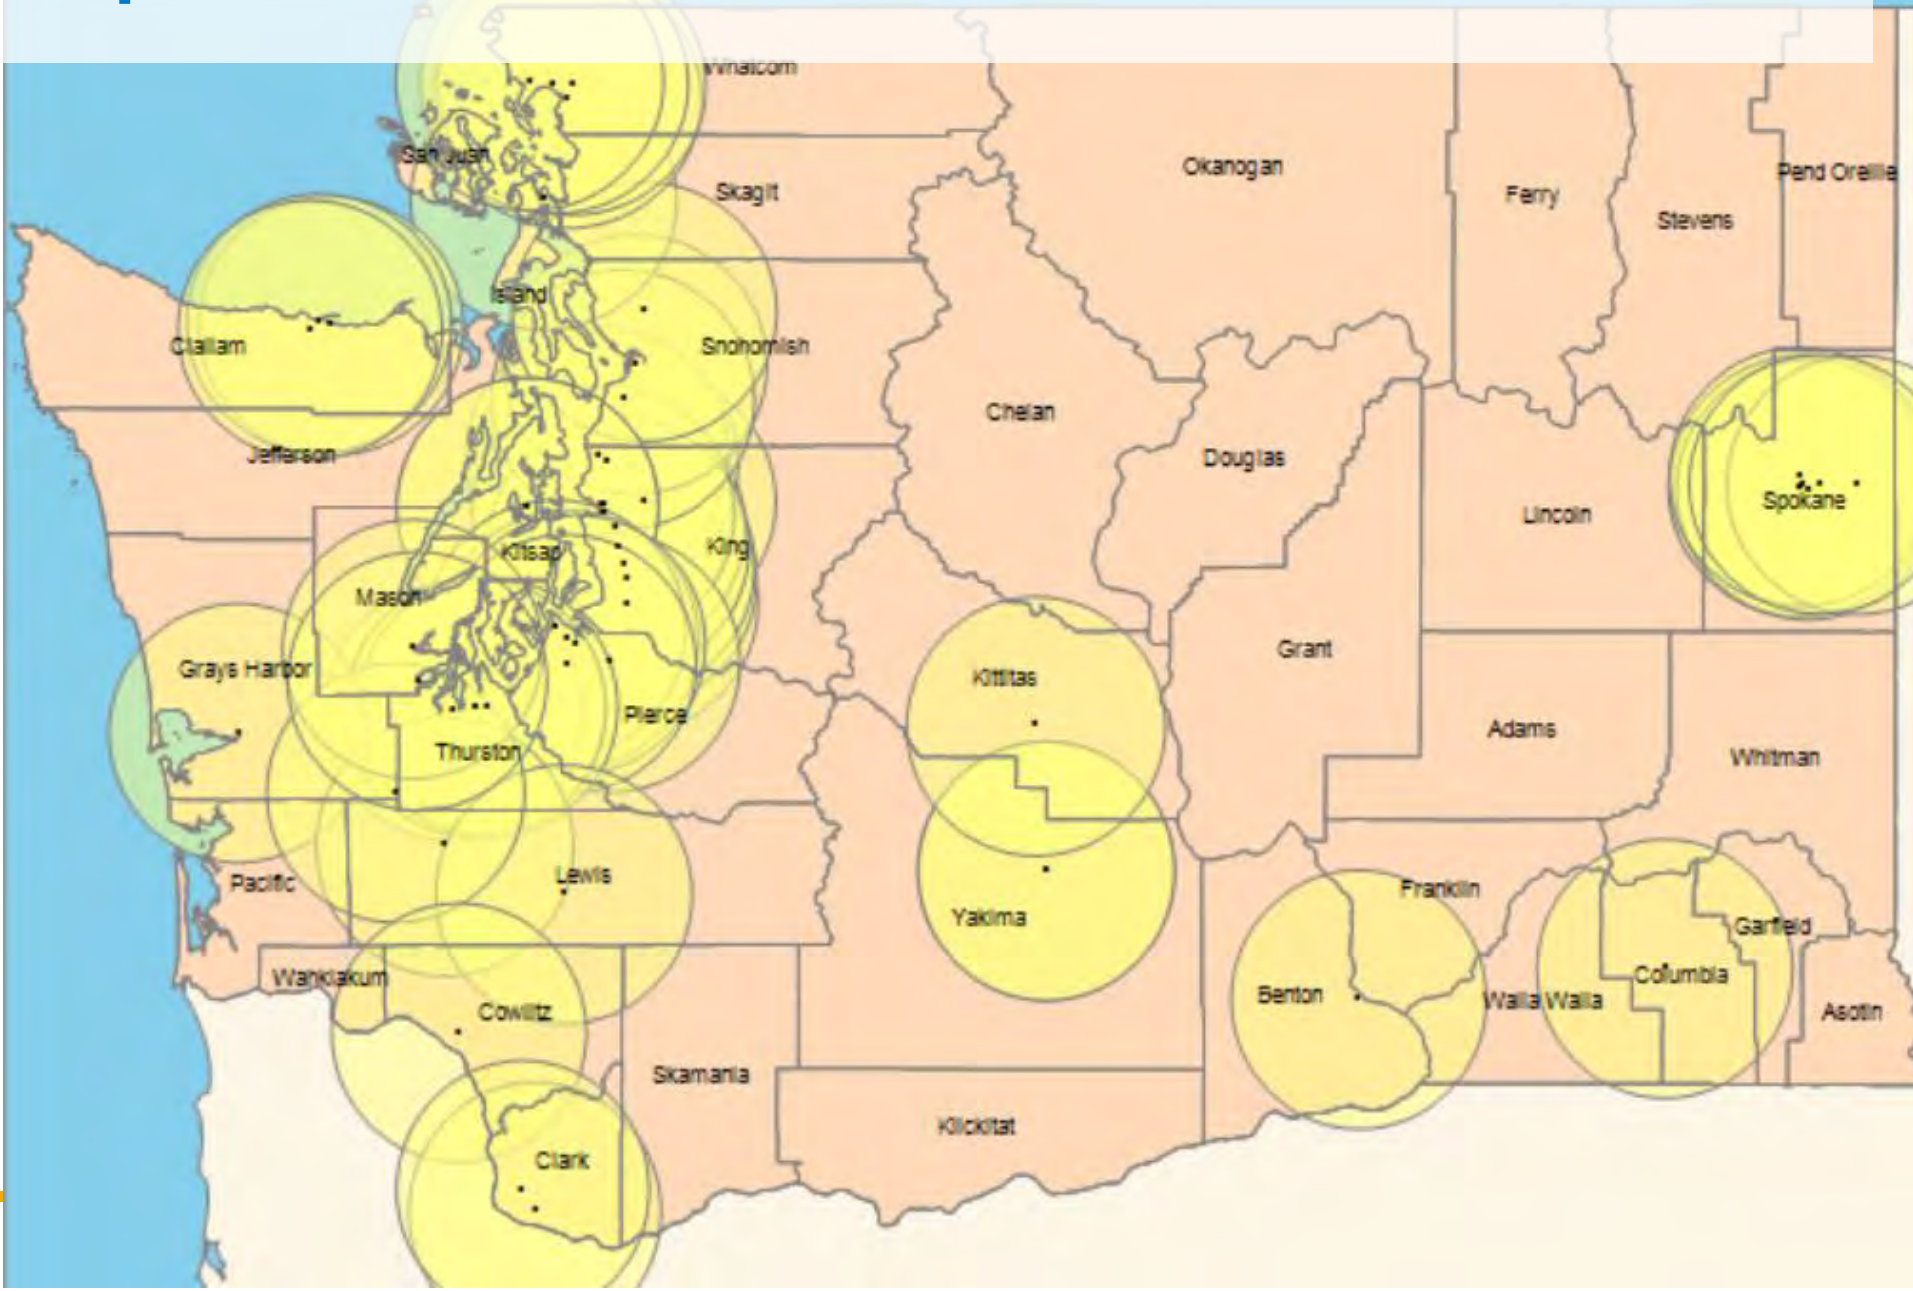 Whatcom
San Juan
Skagit
Okanogan
Ferry
Stevens
Pend Oreille
Island
Clallam
Snohomish
Chelan
Jefferson
Douglas
Lincoln
Spokane
Kitsap
King
Mason
Grays Harbor
Kittitas
Grant
Pierce
Adams
Thurston
Whitman
Pacific
Lewis
Yakima
Franklin
Garfield
Wahkiakum
Cowlitz
Benton
Walla Walla
Columbia
Asotin
Skamania
Klickitat
Clark